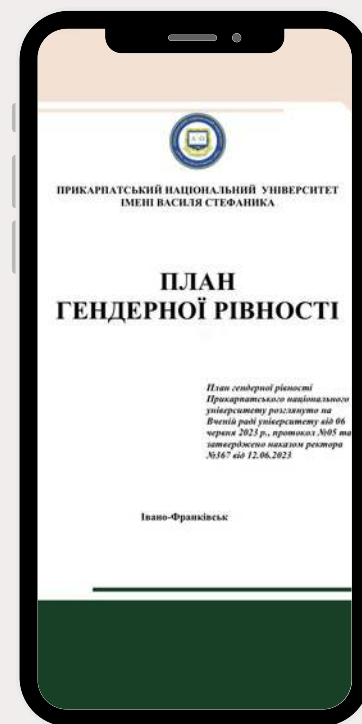 ПРИКАРПАТСЬКИЙ НАЦІОНАЛЬНИЙ УНІВЕРСИТЕТ
ІМЕНІ ВАСИЛЯ СТЕФАНИКА
ПЛАН
ГЕНДЕРНОЇ РІВНОСТІ
План гендерної рівності
Прикарпатського національного
університету розглянуто на
Вченій раді університету від 06
червня 2023 р., протокол №05 та
затверджено наказом ректора
№367 від 12.06.2023
Івано-Франківськ